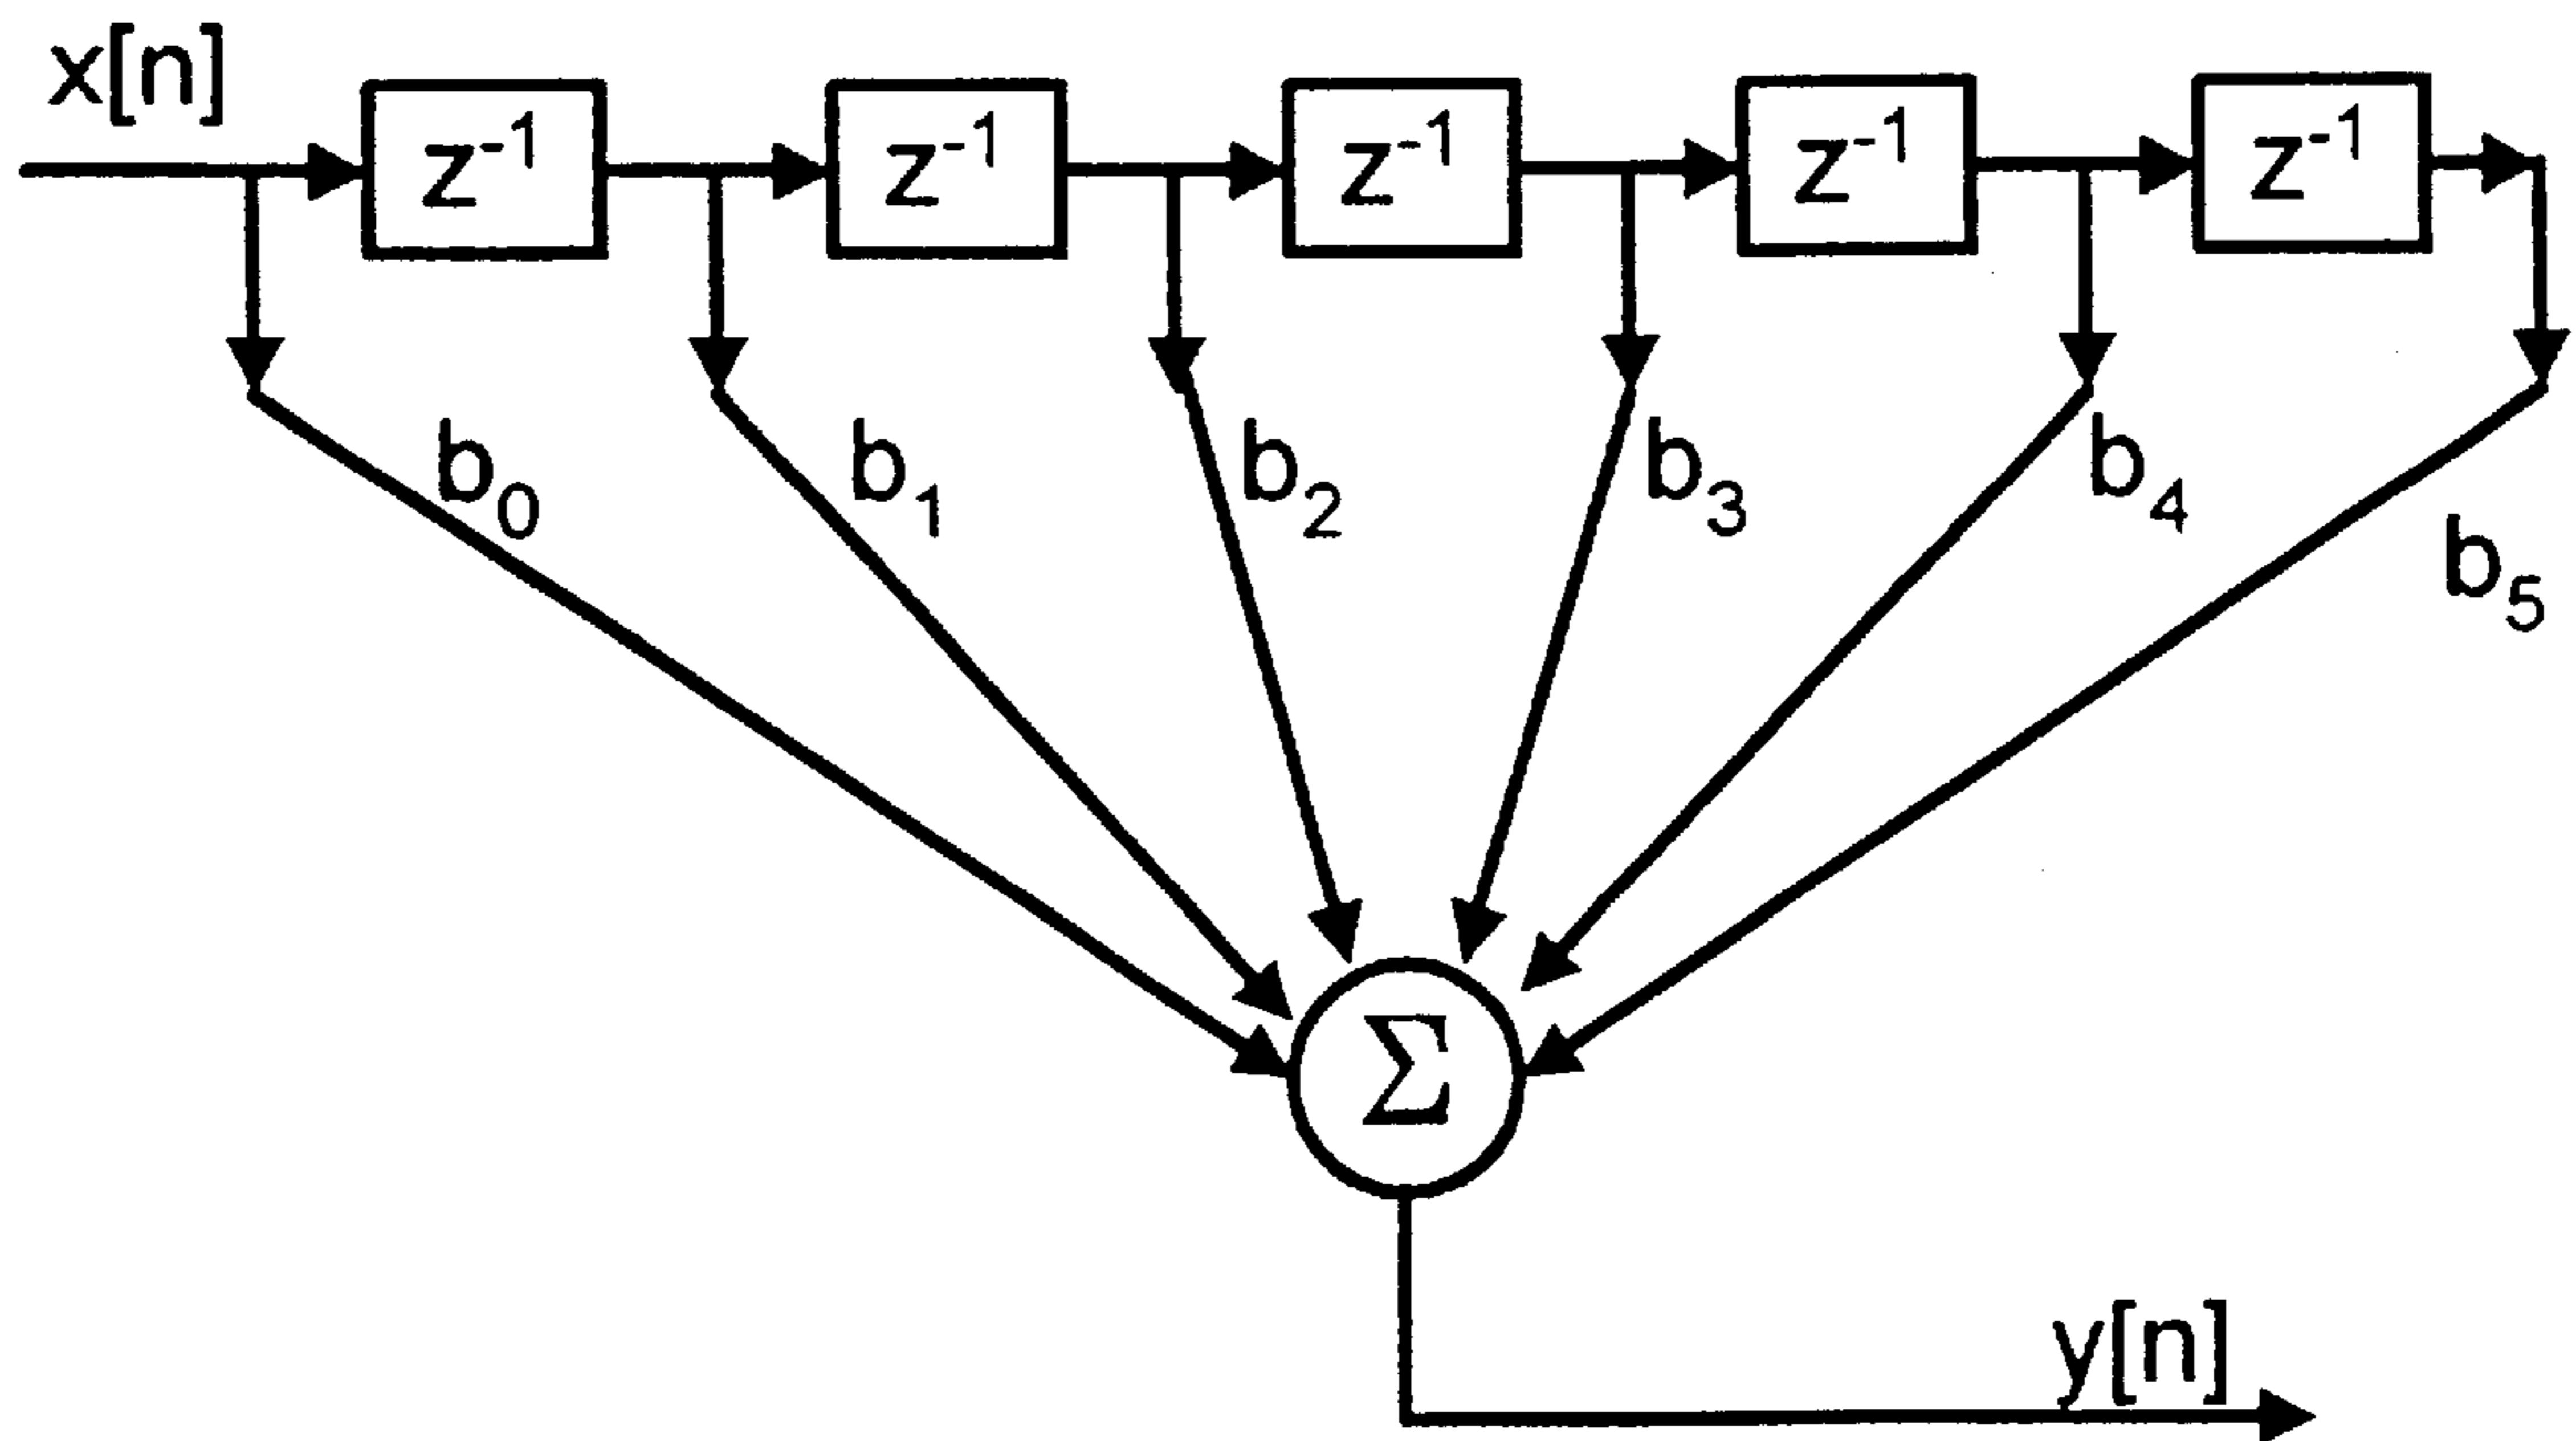 x[n]
z⁻¹ z⁻¹ z⁻¹ z⁻¹ z⁻¹
b₀ b₁ b₂ b₃ b₄
b₅
Σ
y[n]